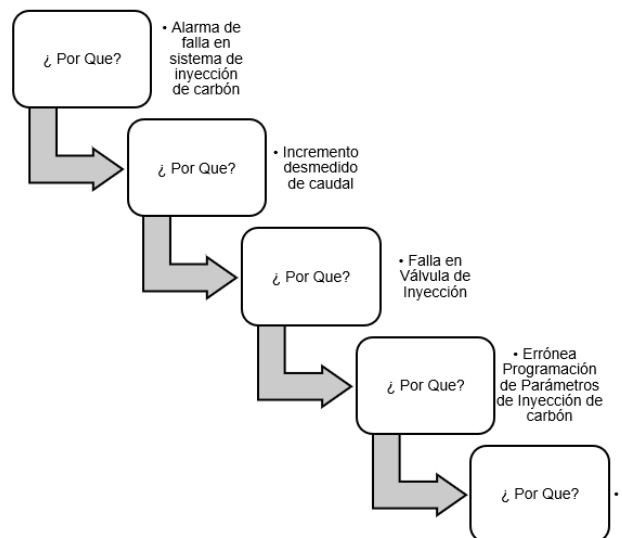 ¿ Por Que?
• Alarma de
falla en
sistema de
inyección
de carbón
¿ Por Que?
• Incremento
desmedido
de caudal
¿ Por Que?
• Falla en
Válvula de
Inyección
¿ Por Que?
• Errónea
Programación
de Parámetros
de Inyección de
carbón
¿ Por Que?
•